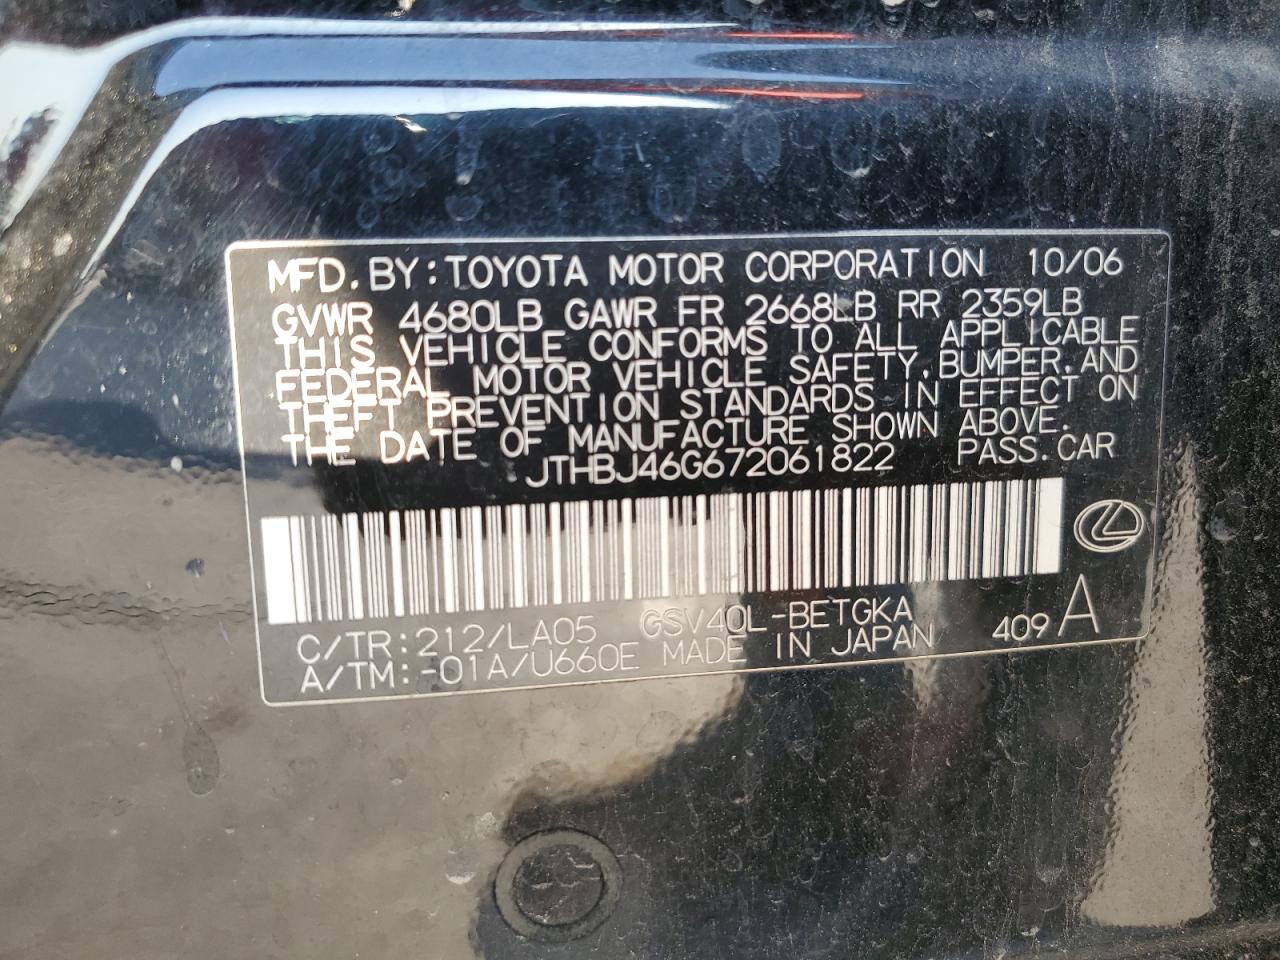 MFD. BY: TOYOTA MOTOR CORPORATION 10/06
GVWR 4680LB GAWR FR 2668LB RR 2359LB
THIS VEHICLE CONFORMS TO ALL APPLICABLE
FEDERAL MOTOR VEHICLE SAFETY, BUMPER, AND
THEFT PREVENTION STANDARDS IN EFFECT ON
THE DATE OF MANUFACTURE SHOWN ABOVE.
JTHBJ46G672061822 PASS. CAR
C/TR: 212/LA05 GSV40L-BETGKA
A/TM: -01A/U660E MADE IN JAPAN 409 A